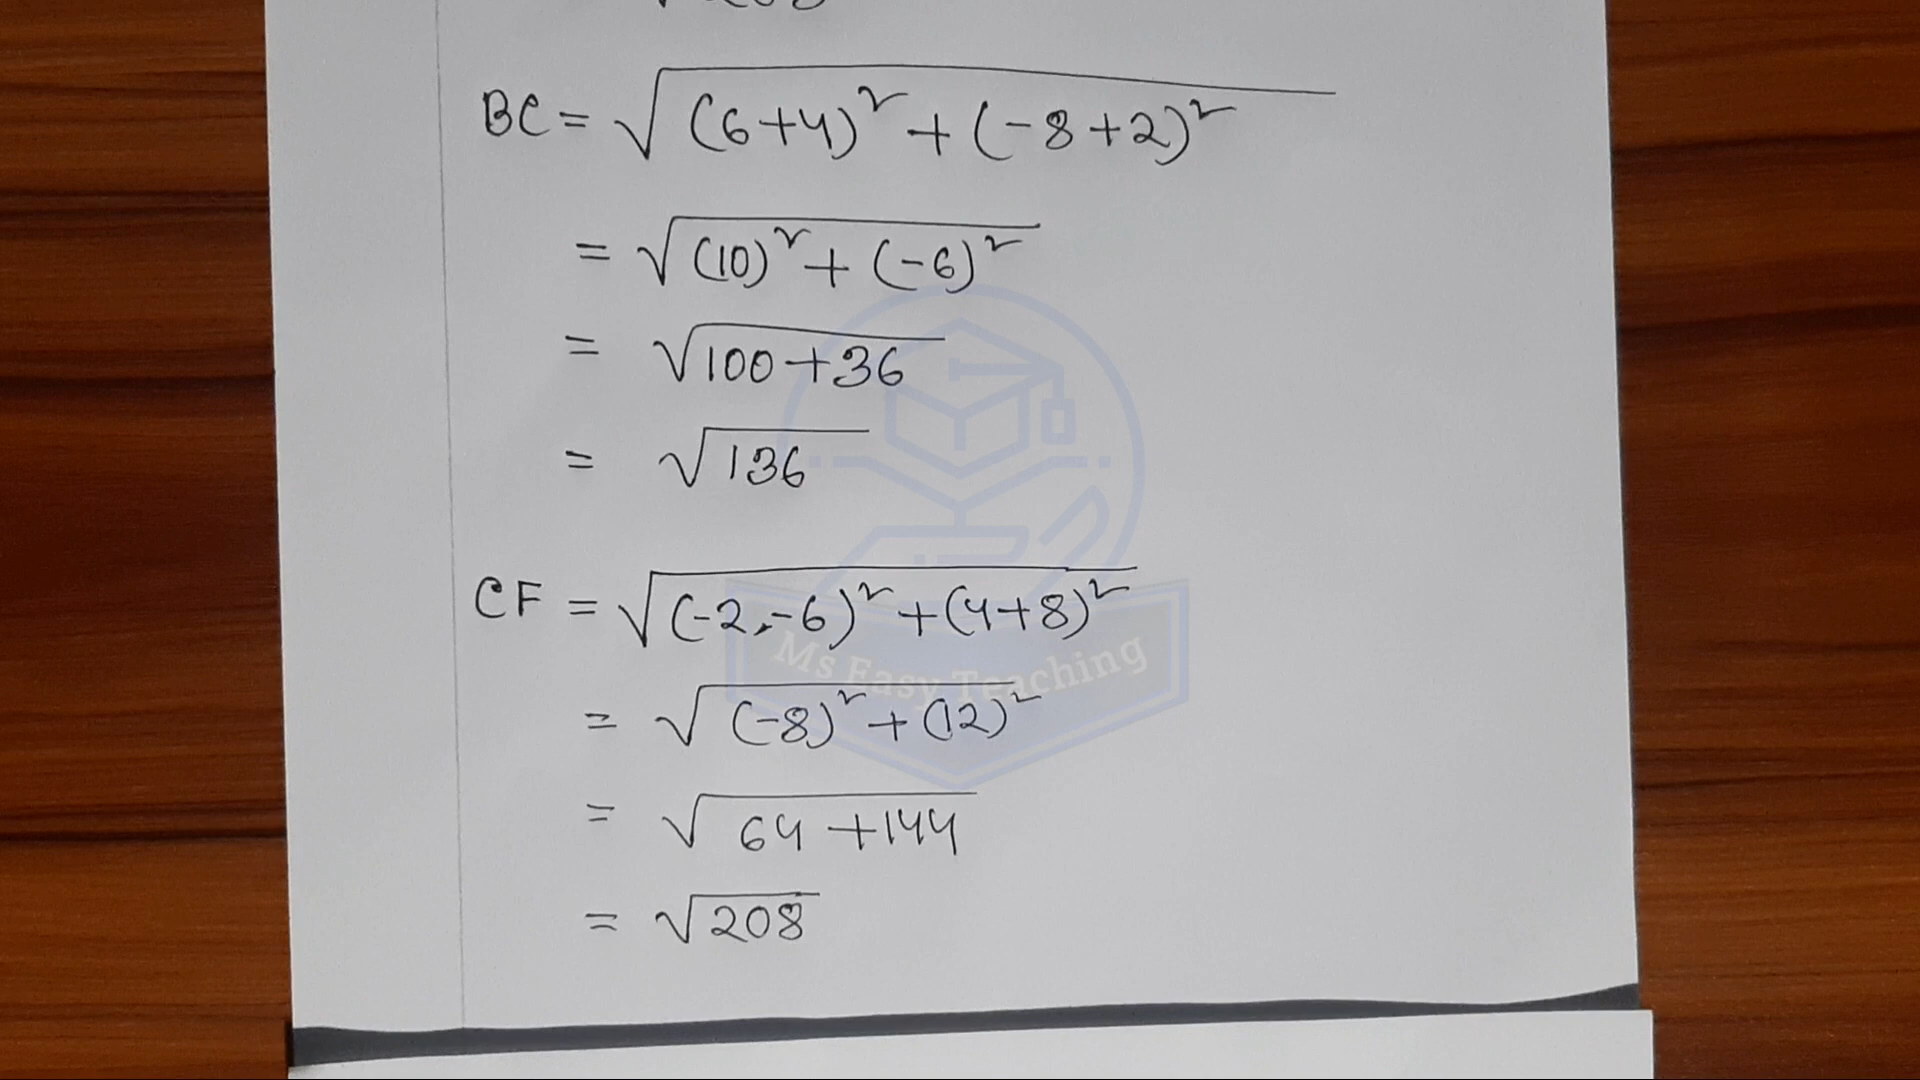 BC = √(6+4)² + (-8+2)²
= √(10)² + (-6)²
= √100+36
= √136
CF = √(-2,-6)² + (4+8)²
= √(-8)² + (12)²
= √64 + 144
= √208
Ms Easy Teaching